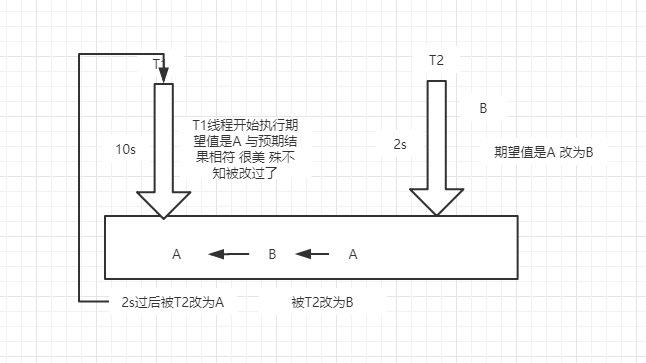 T1
T2
B
T1线程开始执行期
望值是A 与预期结
果相符 很美 殊不
知被改过了
10s
2s
期望值是A 改为B
A
B
A
2s过后被T2改为A
被T2改为B